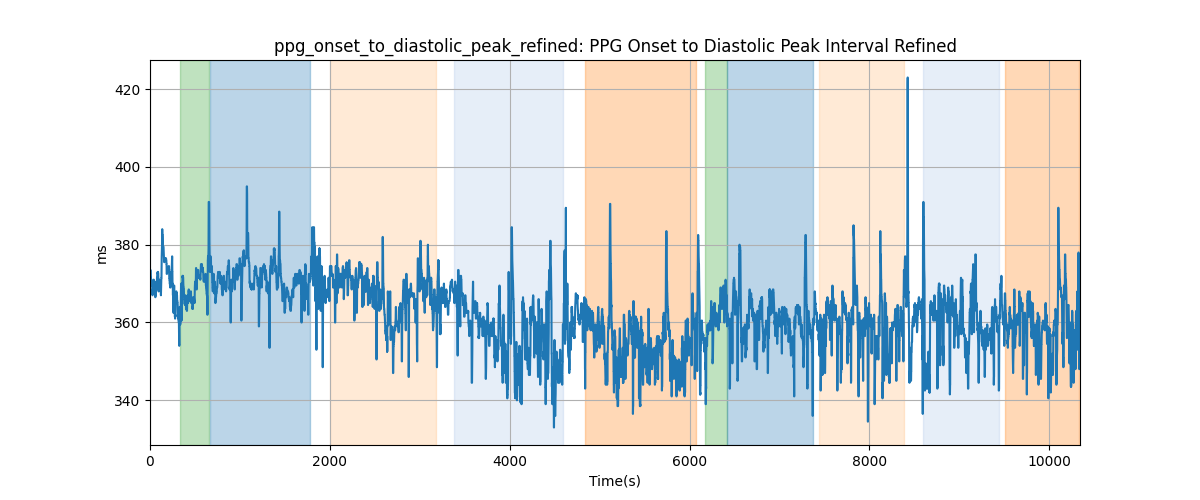 ppg_onset_to_diastolic_peak_refined: PPG Onset to Diastolic Peak Interval Refined
420
400
380
360
340
ms
0 2000 4000 6000 8000 10000
Time(s)